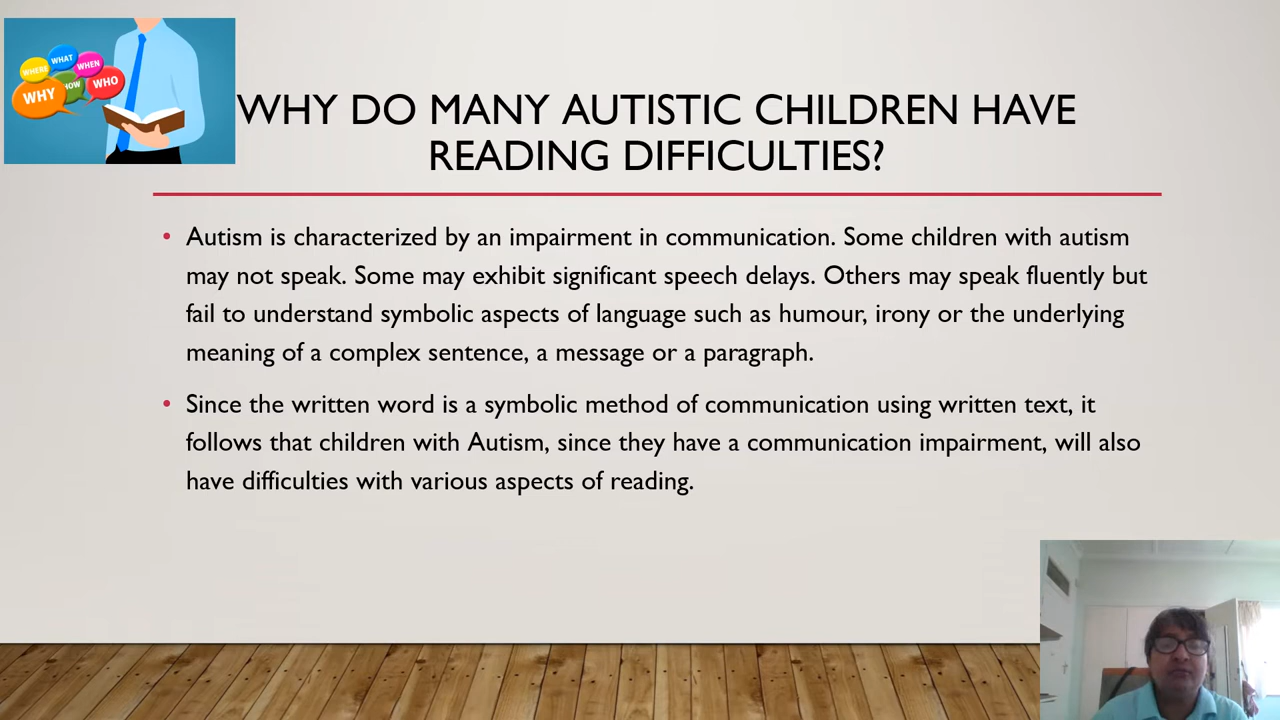 WHERE
WHAT
WHEN
WHY
HOW
WHO
WHY DO MANY AUTISTIC CHILDREN HAVE
READING DIFFICULTIES?
• Autism is characterized by an impairment in communication. Some children with autism
may not speak. Some may exhibit significant speech delays. Others may speak fluently but
fail to understand symbolic aspects of language such as humour, irony or the underlying
meaning of a complex sentence, a message or a paragraph.
• Since the written word is a symbolic method of communication using written text, it
follows that children with Autism, since they have a communication impairment, will also
have difficulties with various aspects of reading.